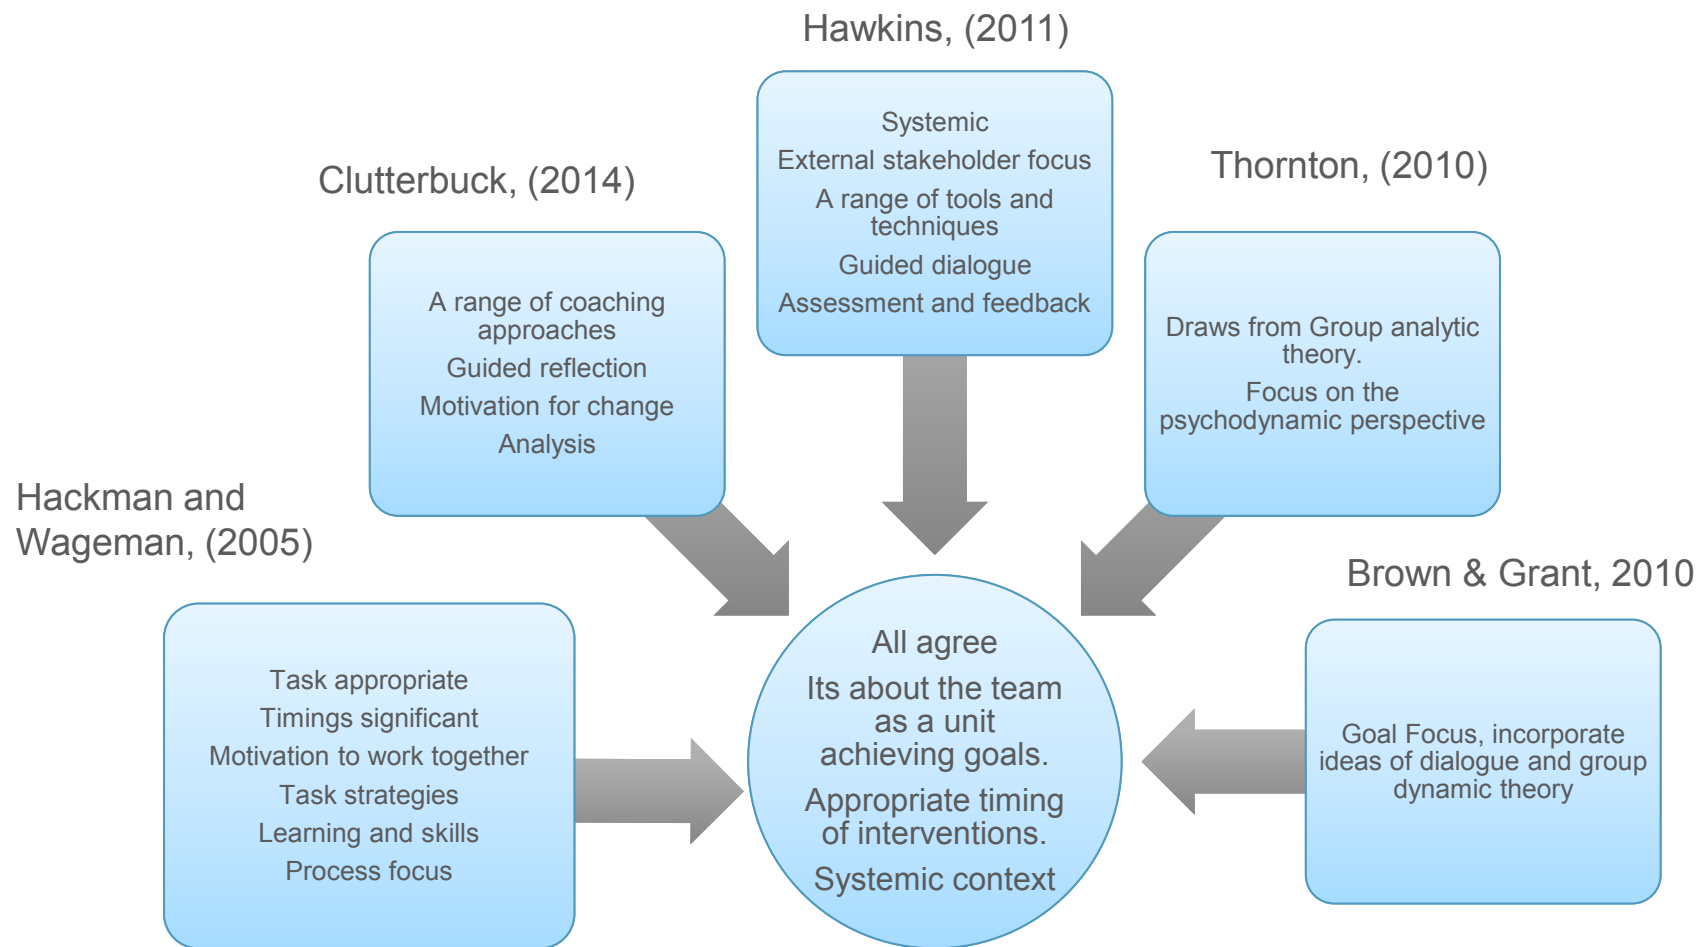 Hawkins, (2011)
Systemic
External stakeholder focus
A range of tools and
techniques
Guided dialogue
Assessment and feedback
Clutterbuck, (2014)
A range of coaching
approaches
Guided reflection
Motivation for change
Analysis
Thornton, (2010)
Draws from Group analytic
theory.
Focus on the
psychodynamic perspective
Hackman and
Wageman, (2005)
Task appropriate
Timings significant
Motivation to work together
Task strategies
Learning and skills
Process focus
Brown & Grant, 2010
Goal Focus, incorporate
ideas of dialogue and group
dynamic theory
All agree
Its about the team
as a unit
achieving goals.
Appropriate timing
of interventions.
Systemic context